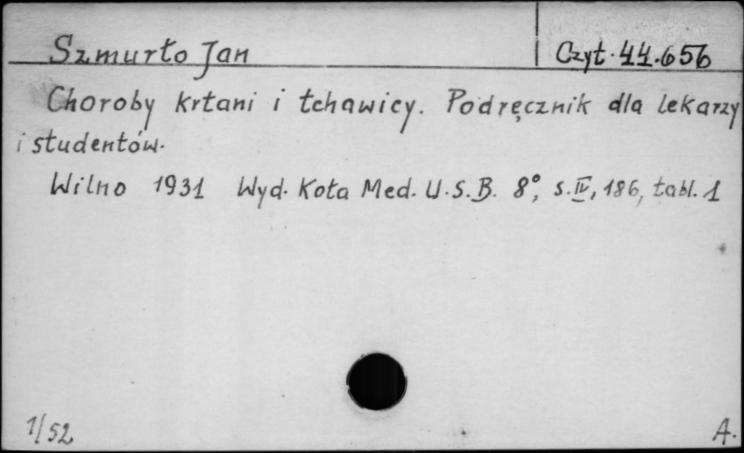 Szmurło Jan
Czyt. 44.656
Choroby krtani i tchawicy. Podręcznik dla lekarzy
i studentów.
Wilno 1931 Wyd. Koła Med. U.S.B. 8°, s. IV, 186, tabl. 1
1/52
A.